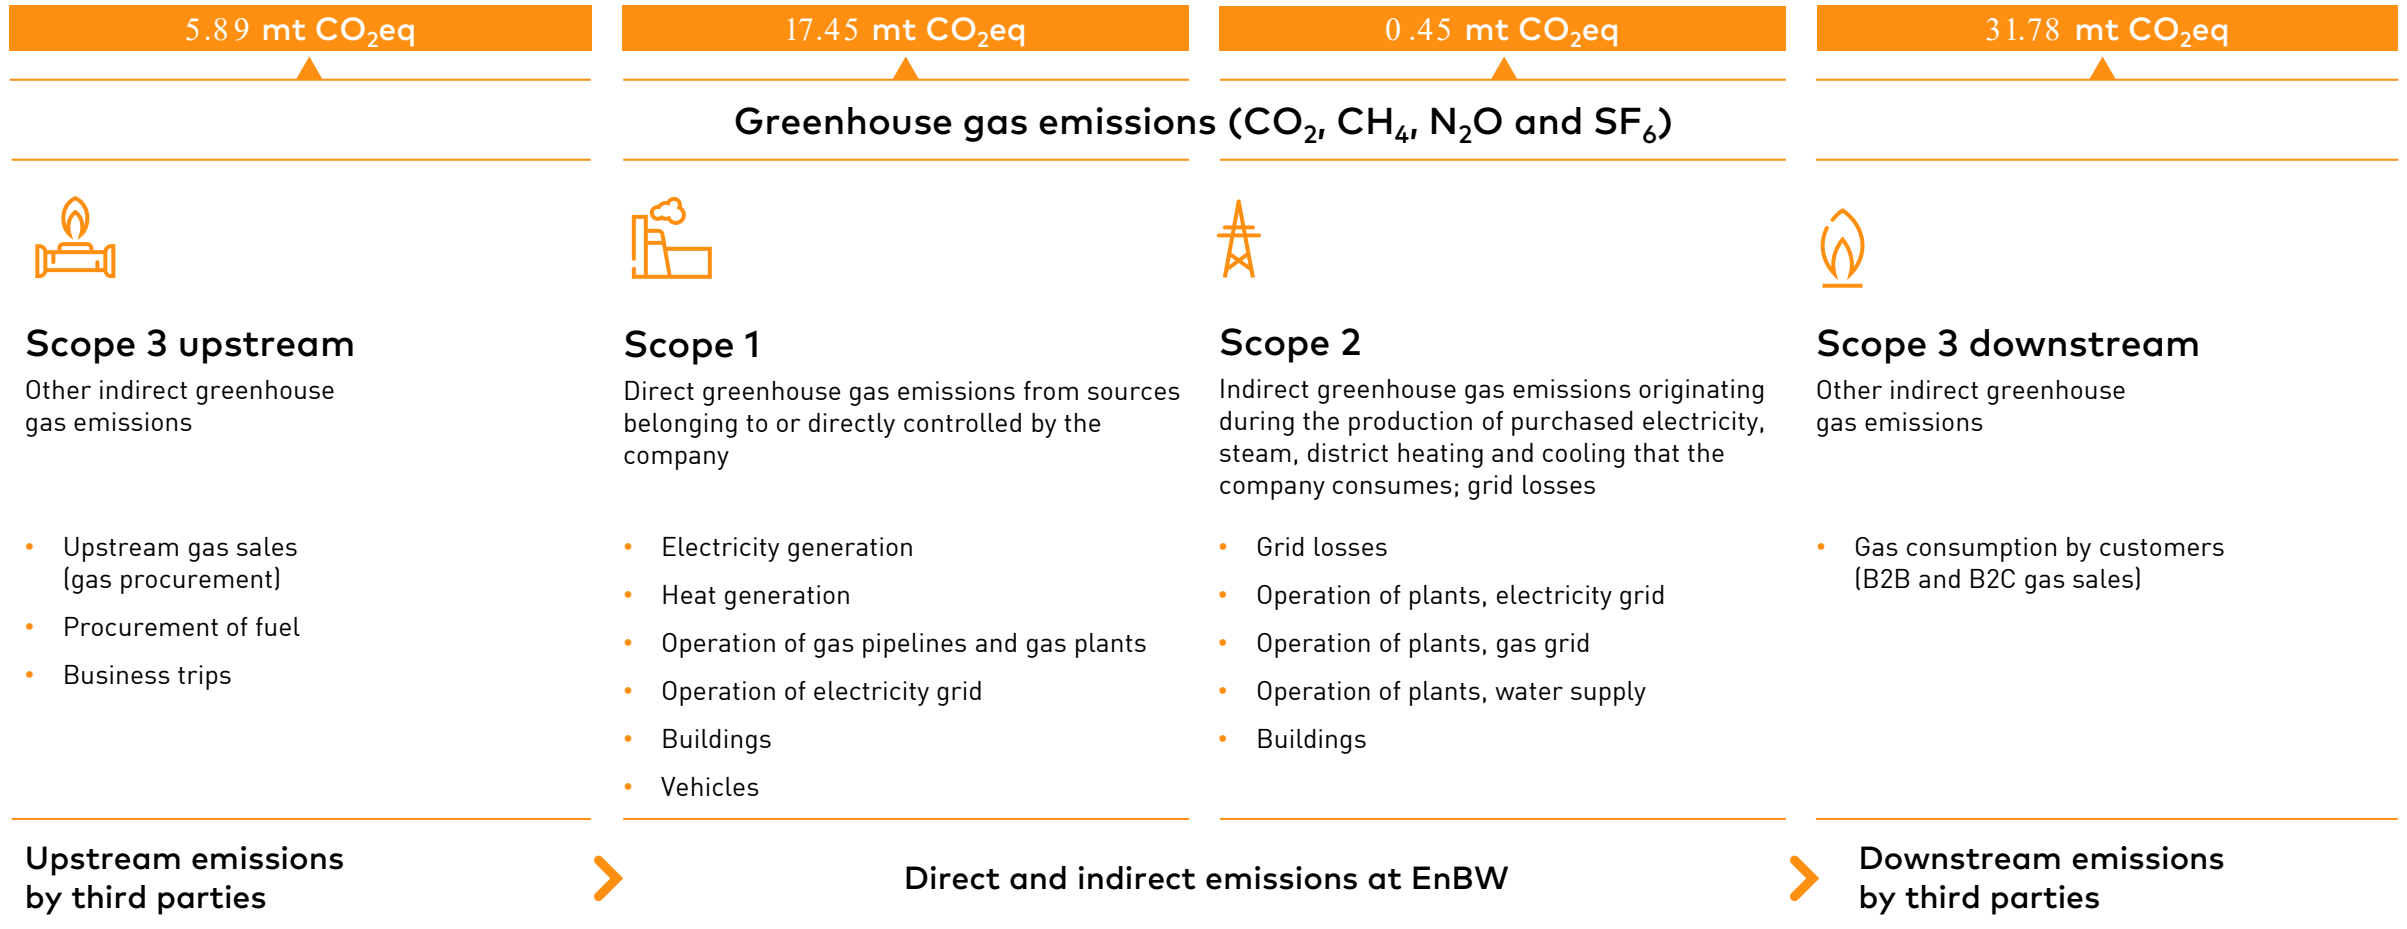 5.89 mt CO₂eq
17.45 mt CO₂eq
0.45 mt CO₂eq
31.78 mt CO₂eq
Greenhouse gas emissions (CO₂, CH₄, N₂O and SF₆)
Scope 3 upstream
Other indirect greenhouse
gas emissions
• Upstream gas sales
(gas procurement)
• Procurement of fuel
• Business trips
Scope 1
Direct greenhouse gas emissions from sources
belonging to or directly controlled by the
company
• Electricity generation
• Heat generation
• Operation of gas pipelines and gas plants
• Operation of electricity grid
• Buildings
• Vehicles
Scope 2
Indirect greenhouse gas emissions originating
during the production of purchased electricity,
steam, district heating and cooling that the
company consumes; grid losses
• Grid losses
• Operation of plants, electricity grid
• Operation of plants, gas grid
• Operation of plants, water supply
• Buildings
Scope 3 downstream
Other indirect greenhouse
gas emissions
• Gas consumption by customers
(B2B and B2C gas sales)
Upstream emissions
by third parties
Direct and indirect emissions at EnBW
Downstream emissions
by third parties